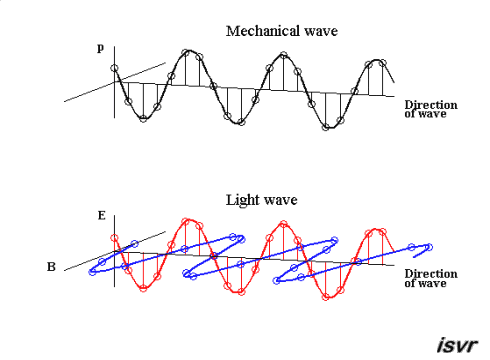 Mechanical wave
p
Direction
of wave
Light wave
E
B
Direction
of wave
isvr